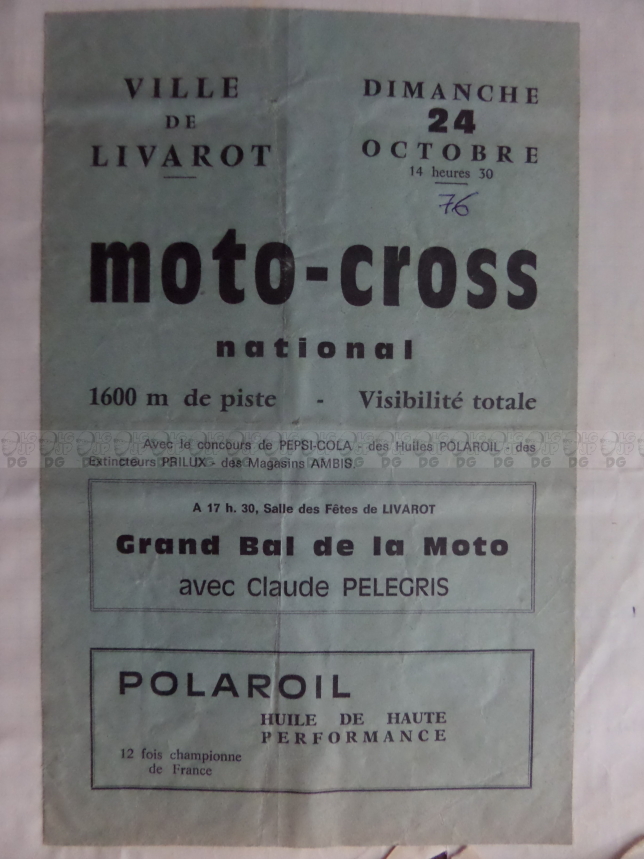 VILLE
DE
LIVAROT
DIMANCHE
24
OCTOBRE
14 heures 30
76
moto-cross
national
1600 m de piste - Visibilité totale
Avec le concours de PEPSI-COLA - des Huiles POLAROIL - des
Extincteurs PRILUX - des Magasins AMBIS.
A 17 h. 30, Salle des Fêtes de LIVAROT
Grand Bal de la Moto
avec Claude PELEGRIS
POLAROIL
HUILE DE HAUTE
PERFORMANCE
12 fois championne
de France